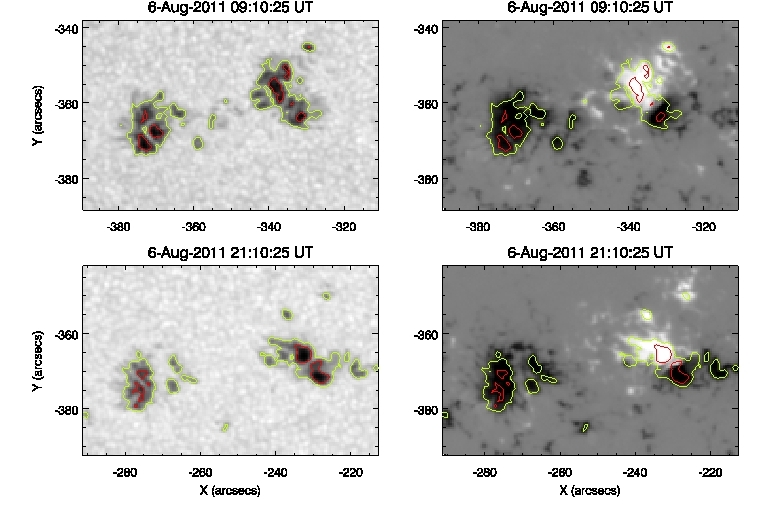 6-Aug-2011 09:10:25 UT 6-Aug-2011 09:10:25 UT
-340 -340
Y (arcsecs) -360 -360
-380 -380
-380 -360 -340 -320 -380 -360 -340 -320
6-Aug-2011 21:10:25 UT 6-Aug-2011 21:10:25 UT
Y (arcsecs) -360 -360
-380 -380
-280 -260 -240 -220 -280 -260 -240 -220
X (arcsecs) X (arcsecs)